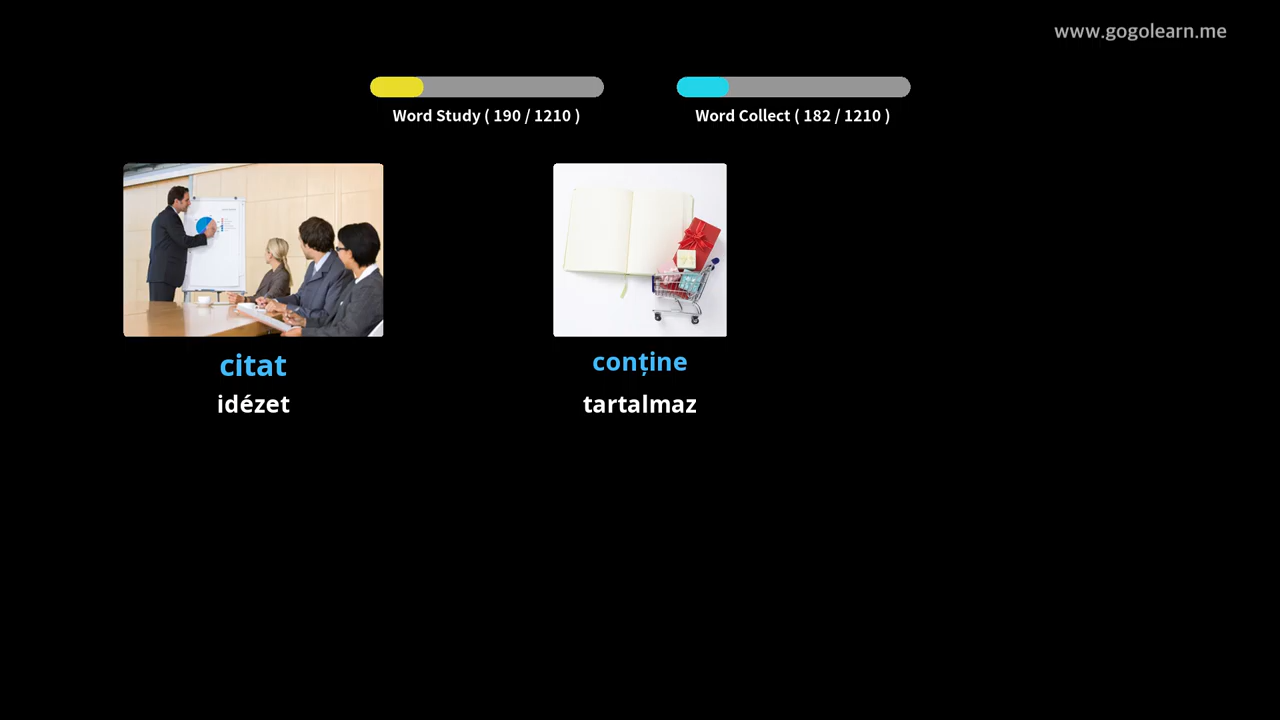 www.gogolearn.me
Word Study ( 190 / 1210 )
Word Collect ( 182 / 1210 )
citat
idézet
conține
tartalmaz